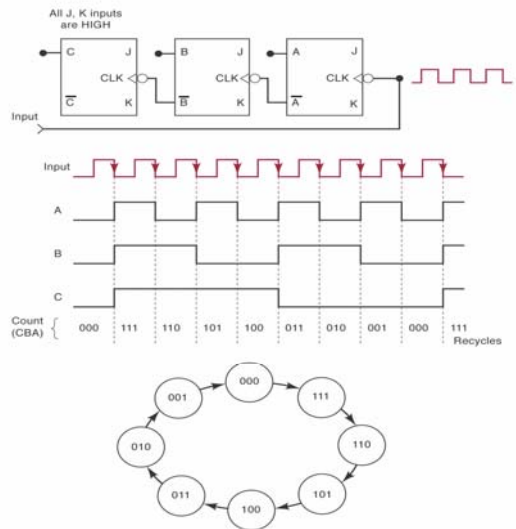 All J, K inputs
are HIGH
C J B J A J
CLK CLK CLK
C̅ K B̅ K A̅ K
Input
Input
A
B
C
Count
(CBA)
000 111 110 101 100 011 010 001 000 111
Recycles
000
001 111
010 110
011 101
100